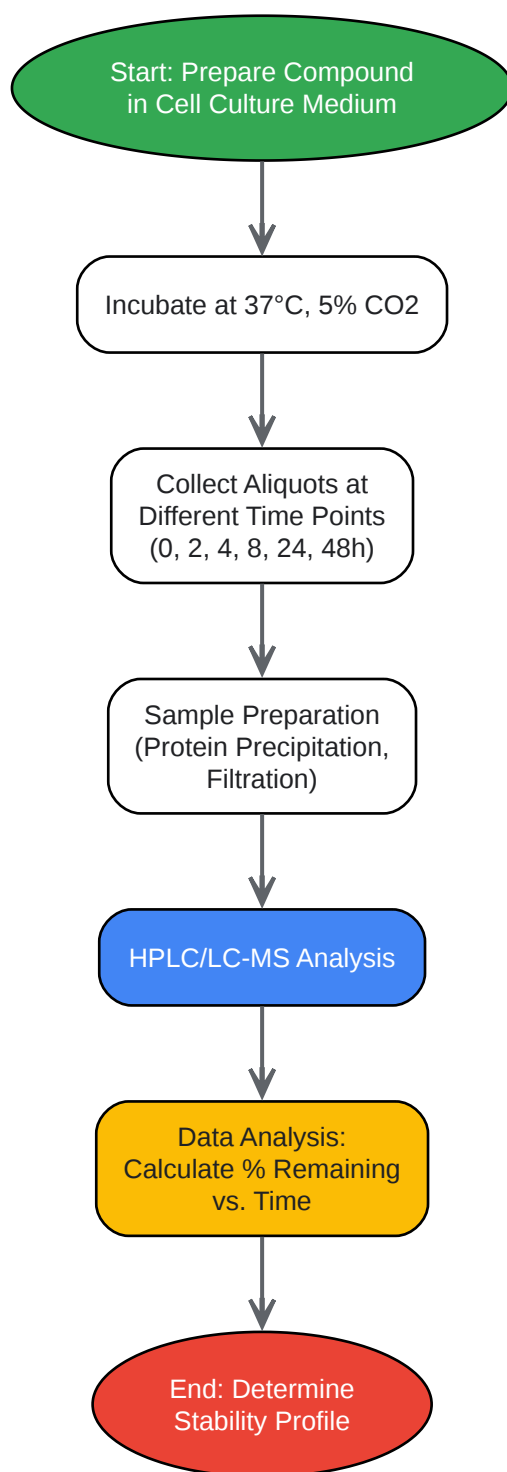 Start: Prepare Compound
in Cell Culture Medium
Incubate at 37°C, 5% CO2
Collect Aliquots at
Different Time Points
(0, 2, 4, 8, 24, 48h)
Sample Preparation
(Protein Precipitation,
Filtration)
HPLC/LC-MS Analysis
Data Analysis:
Calculate % Remaining
vs. Time
End: Determine
Stability Profile